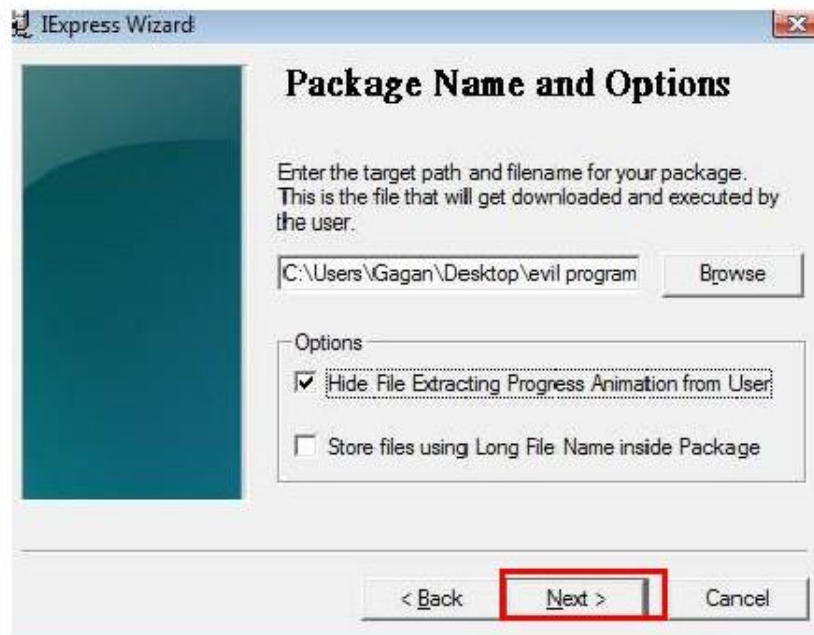 IExpress Wizard
Package Name and Options
Enter the target path and filename for your package.
This is the file that will get downloaded and executed by
the user.
C:\Users\Gagan\Desktop\evil program
Browse
Options
Hide File Extracting Progress Animation from User
Store files using Long File Name inside Package
< Back
Next >
Cancel